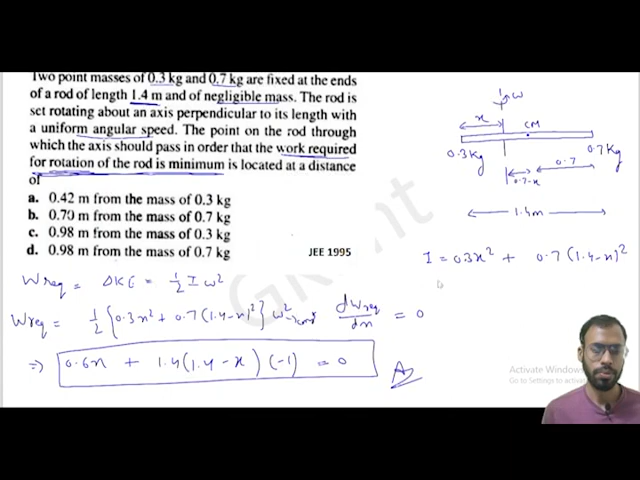 Two point masses of 0.3 kg and 0.7 kg are fixed at the ends
of a rod of length 1.4 m and of negligible mass. The rod is
set rotating about an axis perpendicular to its length with
a uniform angular speed. The point on the rod through
which the axis should pass in order that the work required
for rotation of the rod is minimum is located at a distance
of
a. 0.42 m from the mass of 0.3 kg
b. 0.70 m from the mass of 0.7 kg
c. 0.98 m from the mass of 0.3 kg
d. 0.98 m from the mass of 0.7 kg
JEE 1995
ω
x
CM
0.3 Kg
0.7 Kg
0.7
0.7-x
1.4m
I = 0.3x² + 0.7(1.4-x)²
Wreq = ΔKE = 1/2 I ω²
Wreq = 1/2 {0.3x² + 0.7(1.4-x)²} ω² → const
dWreq/dx = 0
⇒ 0.6x + 1.4(1.4-x)(-1) = 0
A
Activate Windows